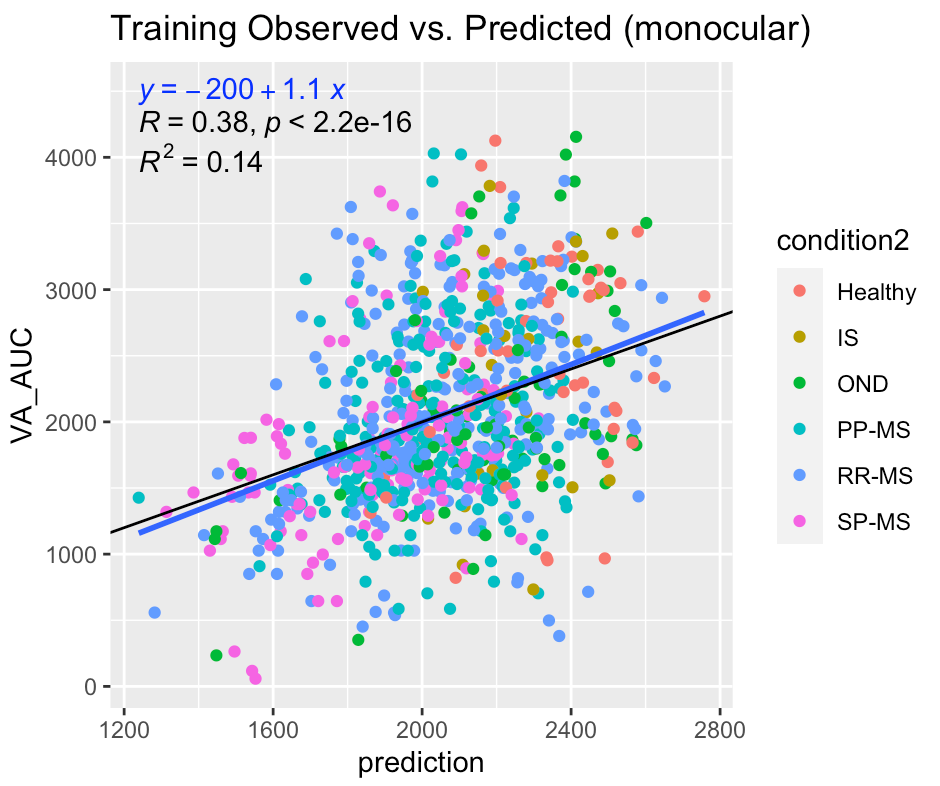 Training Observed vs. Predicted (monocular)
y = − 200 + 1.1 x
R = 0.38, p < 2.2e-16
R² = 0.14
VA_AUC
4000
3000
2000
1000
0
1200 1600 2000 2400 2800
prediction
condition2
Healthy
IS
OND
PP-MS
RR-MS
SP-MS